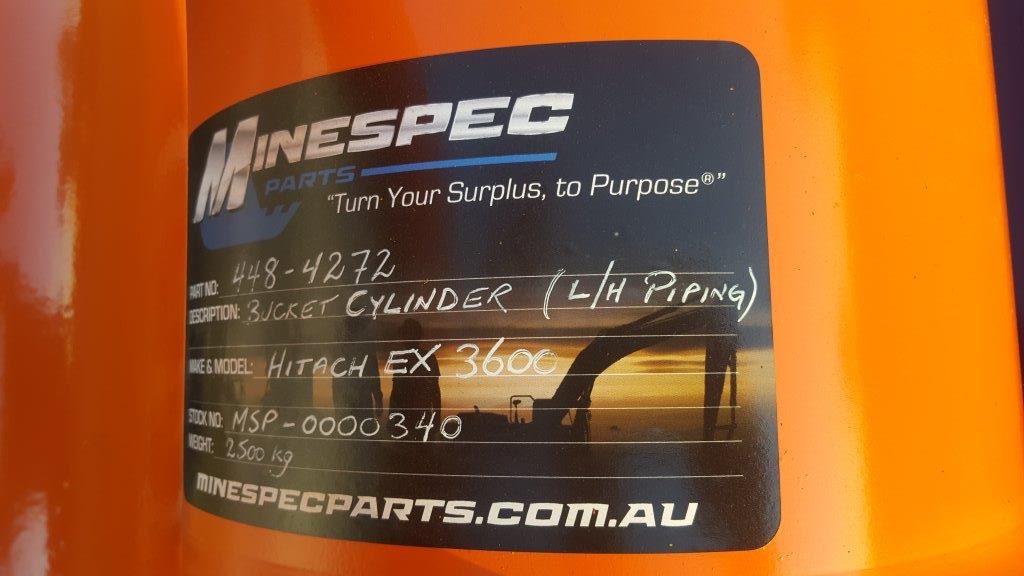 MINESPEC
PARTS
"Turn Your Surplus, to Purpose®"
PART NO: 448-4272
DESCRIPTION: BUCKET CYLINDER (L/H PIPING)
MAKE & MODEL: HITACH EX 3600
STOCK NO: MSP-0000340
WEIGHT: 2500 kg
MINESPECPARTS.COM.AU